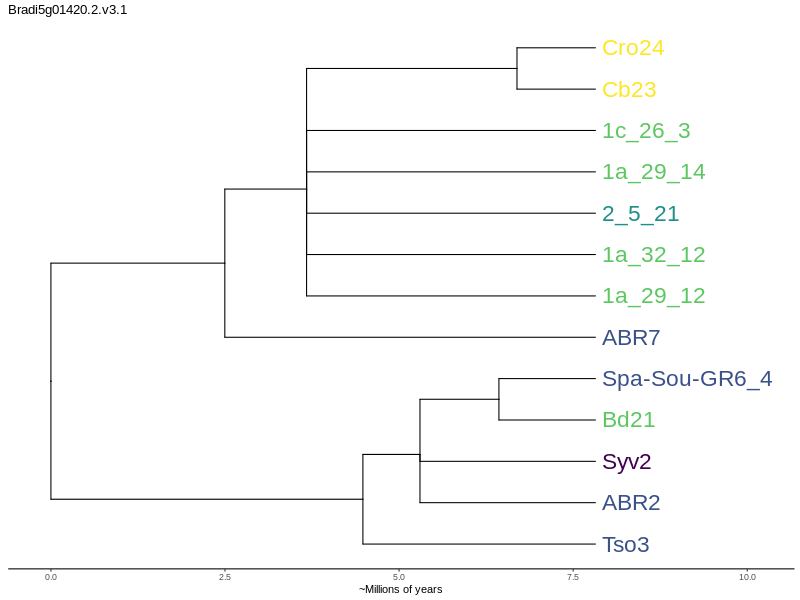 Bradi5g01420.2.v3.1
Cro24
Cb23
1c_26_3
1a_29_14
2_5_21
1a_32_12
1a_29_12
ABR7
Spa-Sou-GR6_4
Bd21
Syv2
ABR2
Tso3
0.0 2.5 5.0 7.5 10.0
~Millions of years